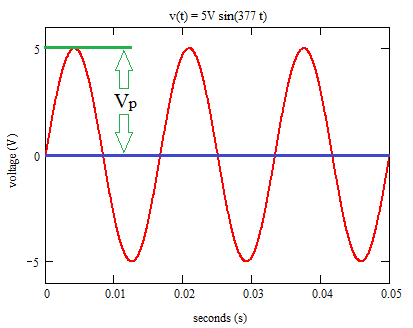 v(t) = 5V sin(377 t)
5
Vp
voltage (V)
0
−5
0 0.01 0.02 0.03 0.04 0.05
seconds (s)